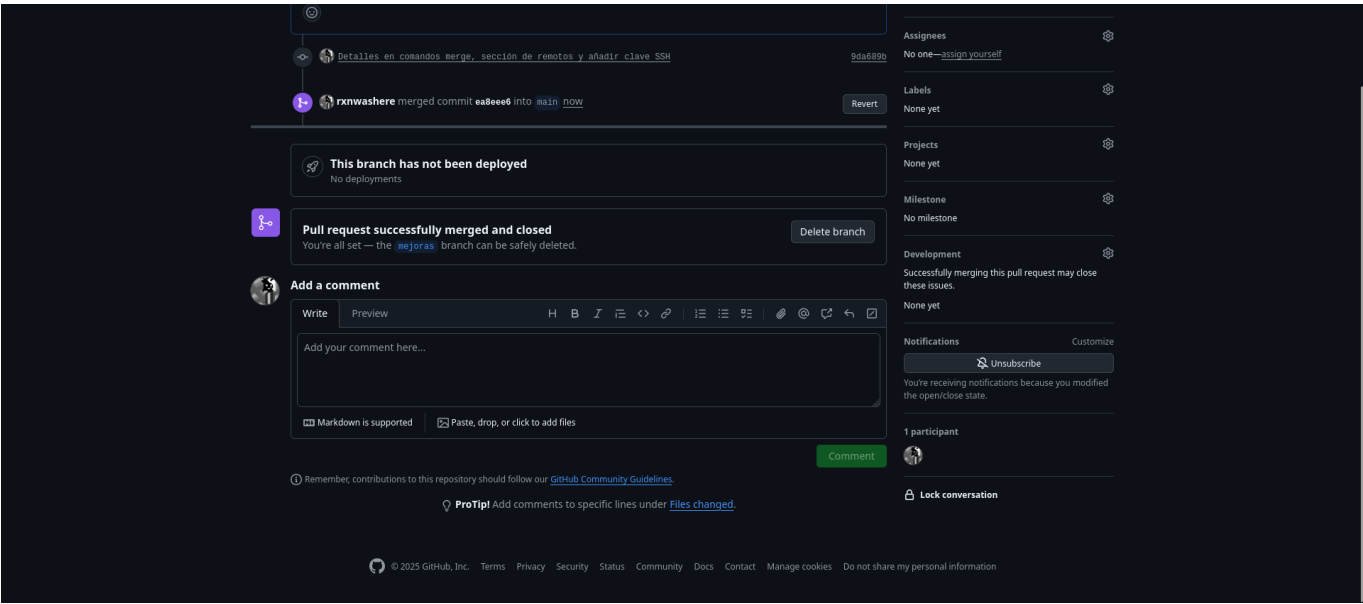 Detalles en comandos merge, sección de remotos y añadir clave SSH 9da689b
rxnwashere merged commit ea8eee6 into main now Revert
This branch has not been deployed
No deployments
Pull request successfully merged and closed
You're all set — the mejoras branch can be safely deleted.
Delete branch
Add a comment
Write Preview
Add your comment here...
Markdown is supported Paste, drop, or click to add files
Comment
Remember, contributions to this repository should follow our GitHub Community Guidelines.
ProTip! Add comments to specific lines under Files changed.
Assignees
No one—assign yourself
Labels
None yet
Projects
None yet
Milestone
No milestone
Development
Successfully merging this pull request may close
these issues.
None yet
Notifications Customize
Unsubscribe
You're receiving notifications because you modified
the open/close state.
1 participant
Lock conversation
© 2025 GitHub, Inc. Terms Privacy Security Status Community Docs Contact Manage cookies Do not share my personal information